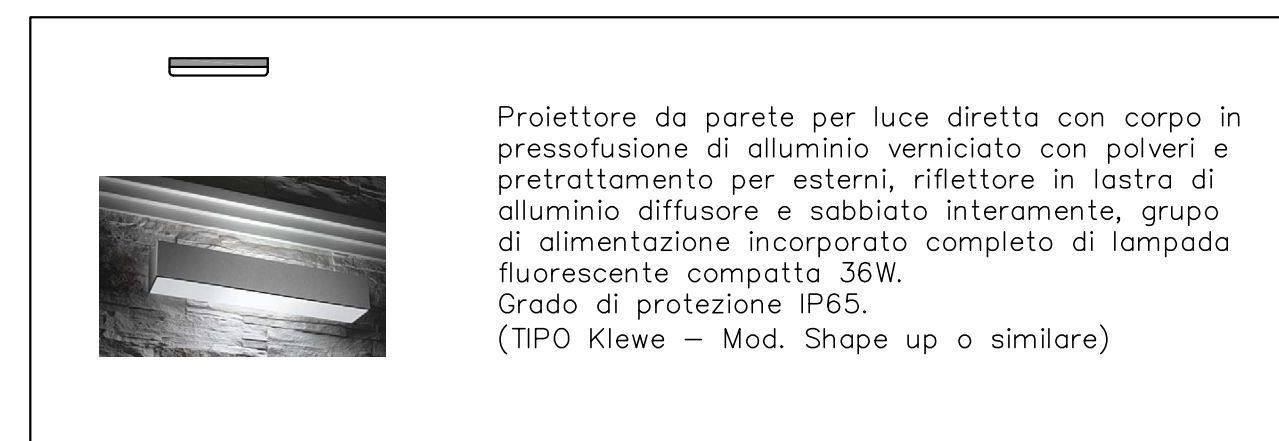 Proiettore da parete per luce diretta con corpo in
pressofusione di alluminio verniciato con polveri e
pretrattamento per esterni, riflettore in lastra di
alluminio diffusore e sabbiato interamente, grupo
di alimentazione incorporato completo di lampada
fluorescente compatta 36W.
Grado di protezione IP65.
(TIPO Klewe – Mod. Shape up o similare)